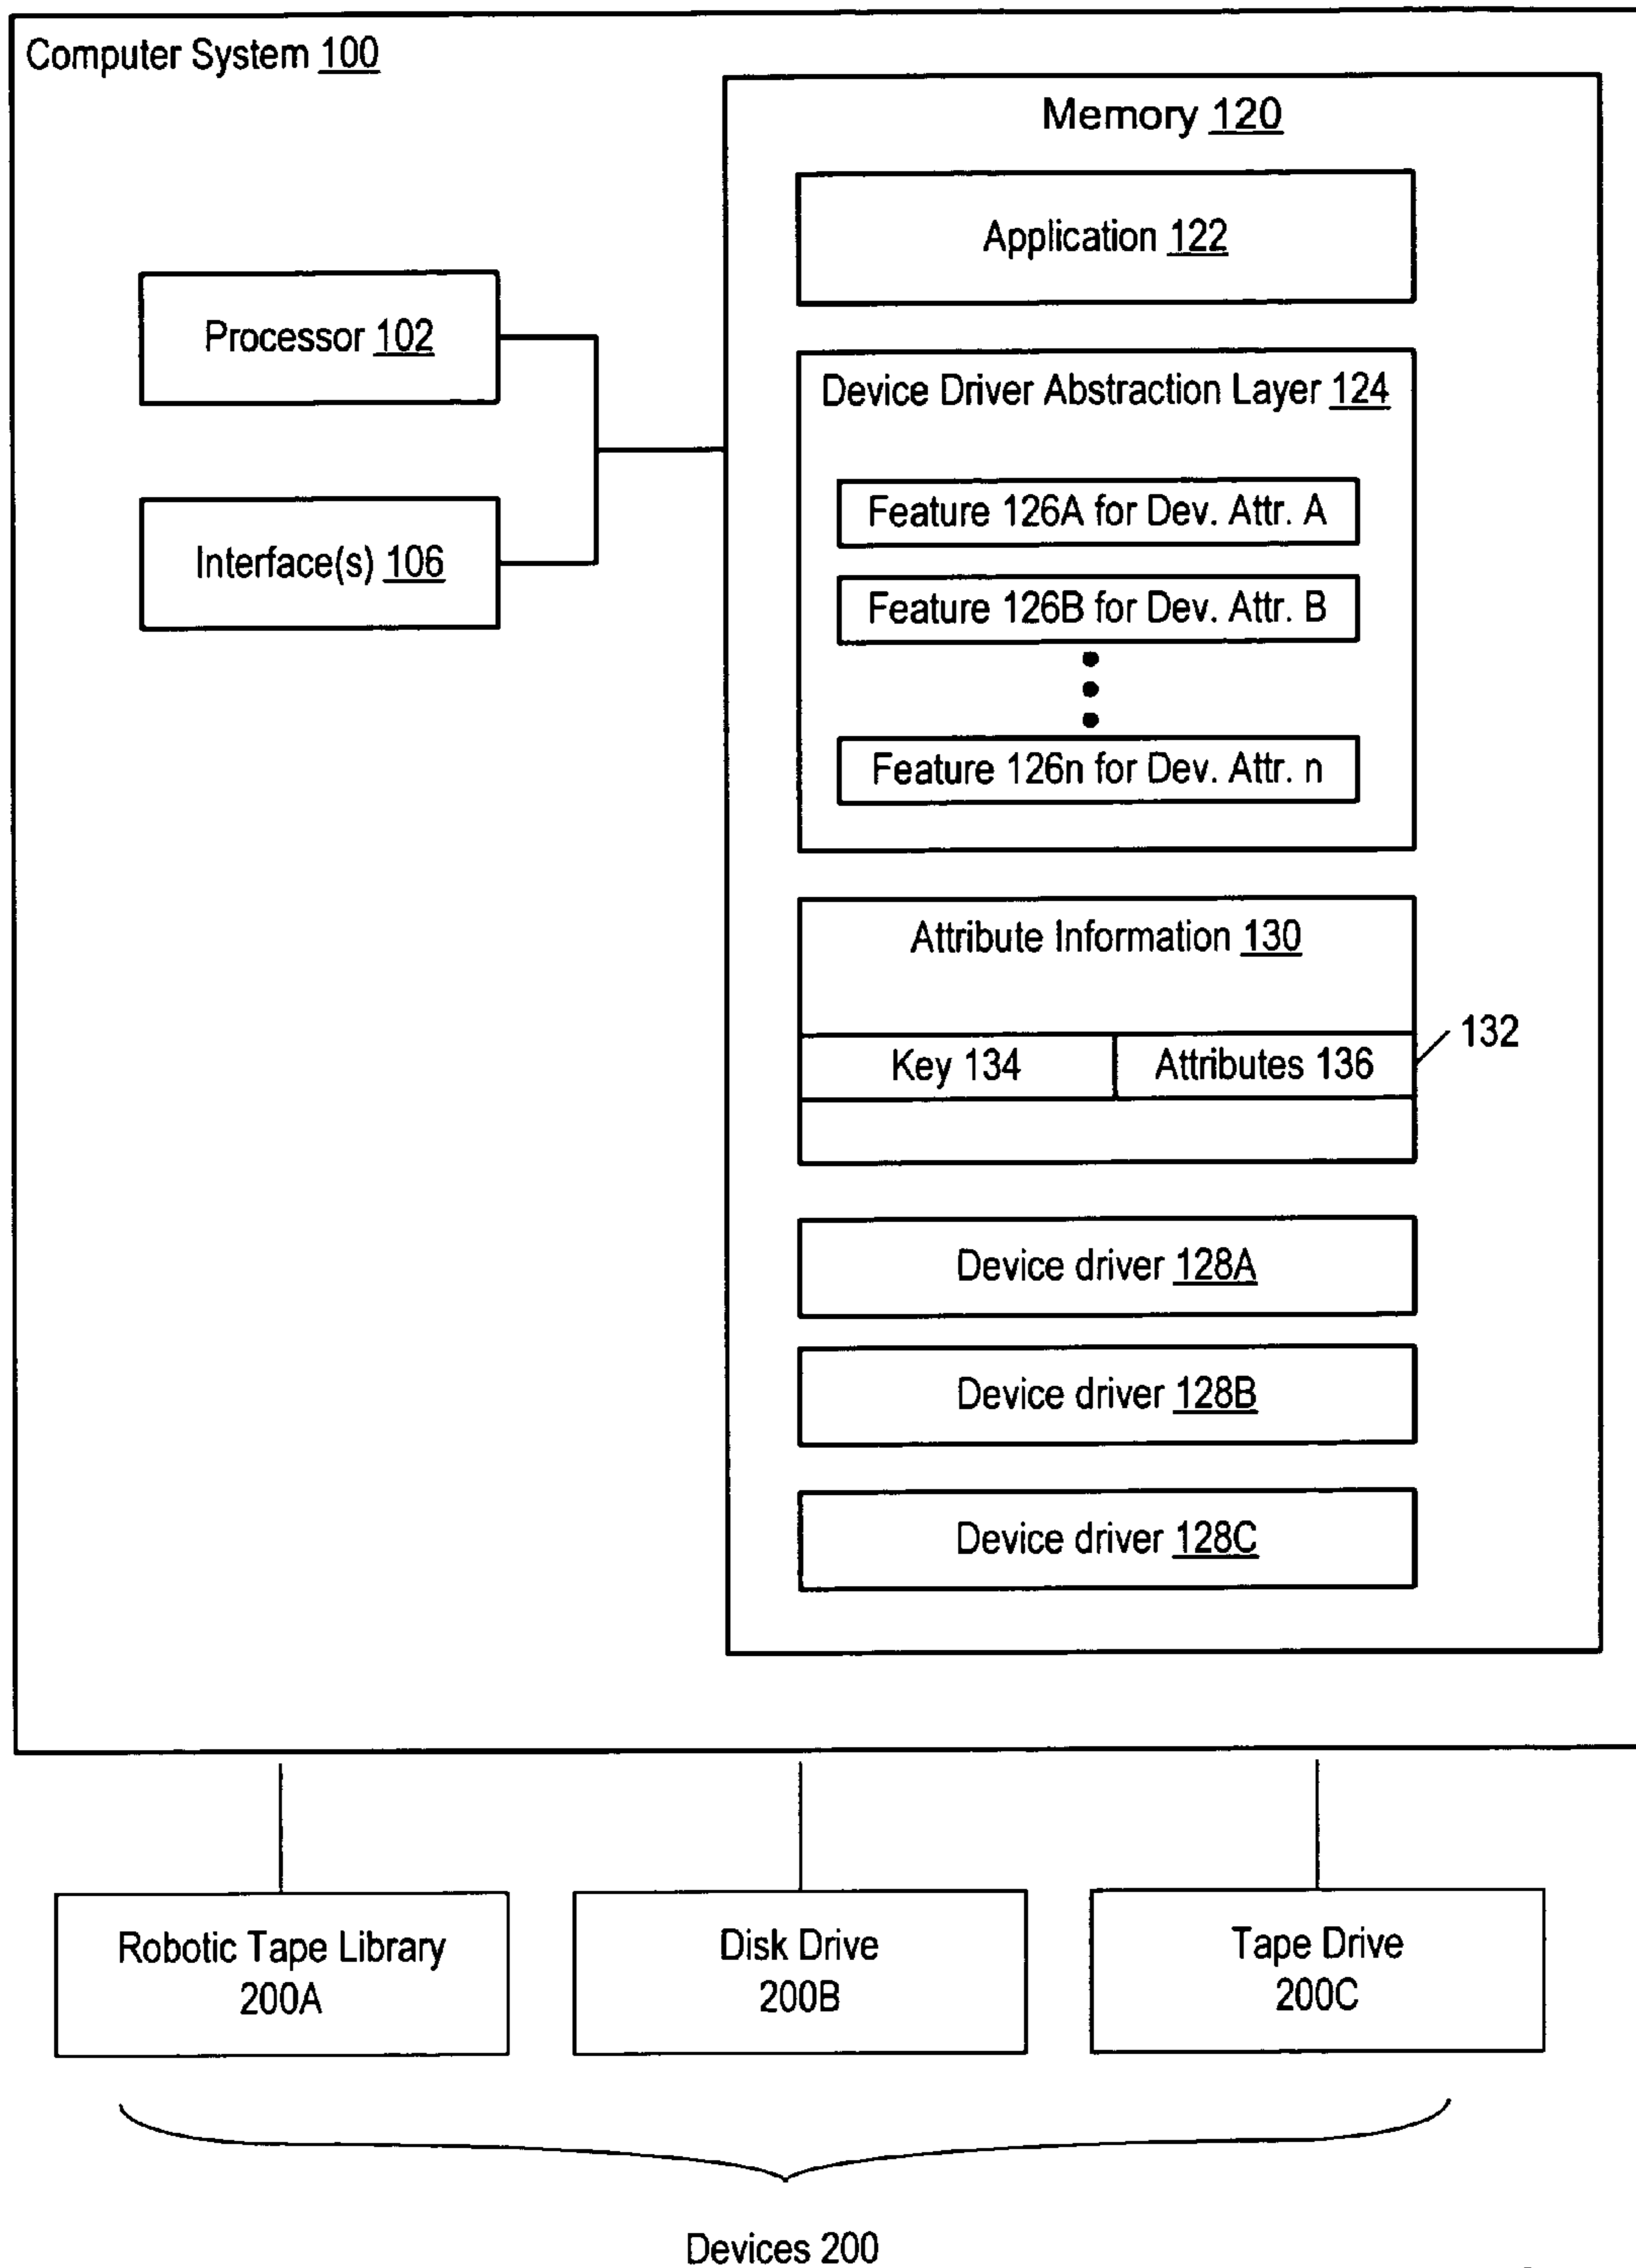 Computer System 100
Memory 120
Application 122
Processor 102
Interface(s) 106
Device Driver Abstraction Layer 124
Feature 126A for Dev. Attr. A
Feature 126B for Dev. Attr. B
Feature 126n for Dev. Attr. n
Attribute Information 130
Key 134
Attributes 136
132
Device driver 128A
Device driver 128B
Device driver 128C
Robotic Tape Library
200A
Disk Drive
200B
Tape Drive
200C
Devices 200